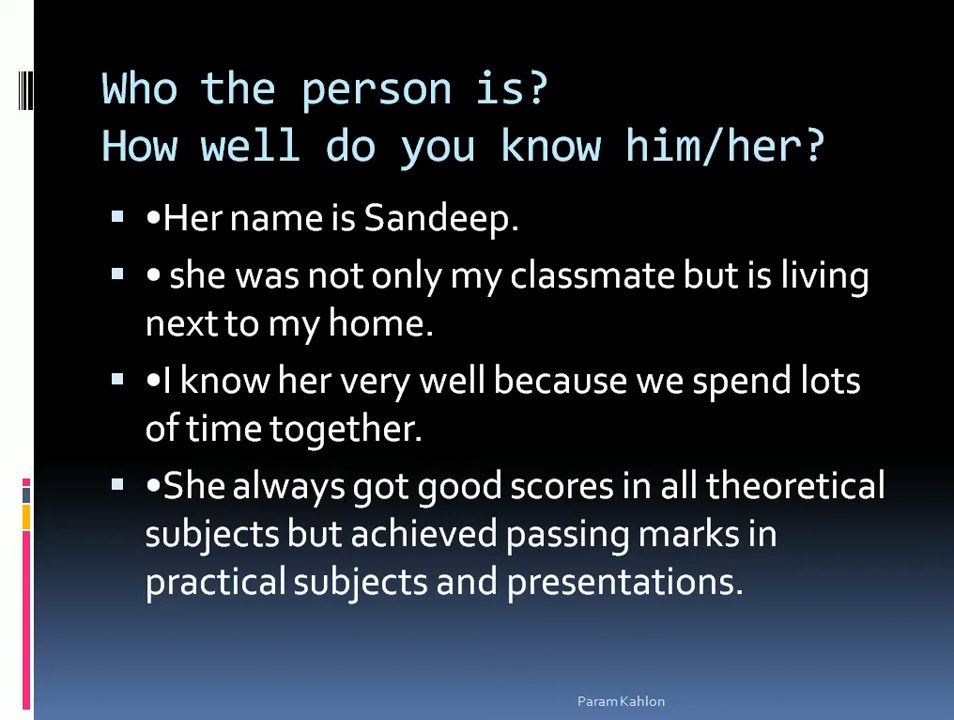 Who the person is?
How well do you know him/her?
•Her name is Sandeep.
• she was not only my classmate but is living
next to my home.
•I know her very well because we spend lots
of time together.
•She always got good scores in all theoretical
subjects but achieved passing marks in
practical subjects and presentations.
Param Kahlon